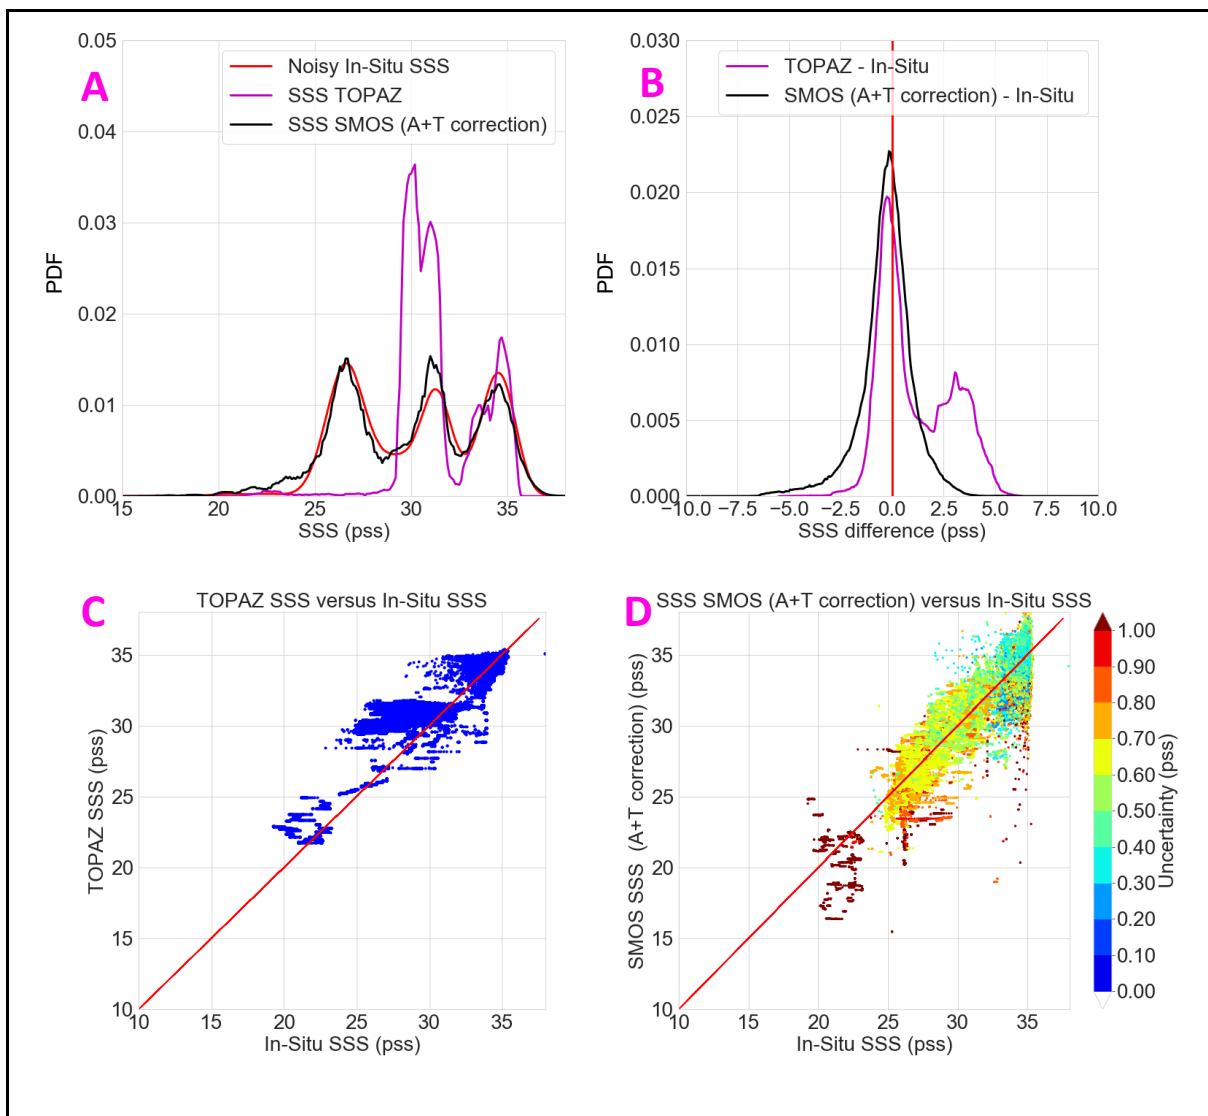 A
Noisy In-Situ SSS
SSS TOPAZ
SSS SMOS (A+T correction)
0.05
0.04
0.03
0.02
0.01
0.00
PDF
15 20 25 30 35
SSS (pss)
B
TOPAZ - In-Situ
SMOS (A+T correction) - In-Situ
0.030
0.025
0.020
0.015
0.010
0.005
0.000
PDF
−10.0 −7.5 −5.0 −2.5 0.0 2.5 5.0 7.5 10.0
SSS difference (pss)
C
TOPAZ SSS versus In-Situ SSS
35
30
25
20
15
10
TOPAZ SSS (pss)
10 15 20 25 30 35
In-Situ SSS (pss)
D
SSS SMOS (A+T correction) versus In-Situ SSS
35
30
25
20
15
10
SMOS SSS (A+T correction) (pss)
10 15 20 25 30 35
In-Situ SSS (pss)
1.00
0.90
0.80
0.70
0.60
0.50
0.40
0.30
0.20
0.10
0.00
Uncertainty (pss)